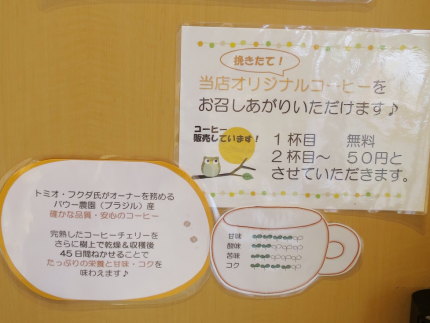 挽きたて!
当店オリジナルコーヒーを
お召しあがりいただけます♪
コーヒー
販売しています!
1杯目 無料
2杯目～ 50円と
させていただきます。
トミオ・フクダ氏がオーナーを務める
バウー農園（ブラジル）産
確かな品質・安心のコーヒー
完熟したコーヒーチェリーを
さらに樹上で乾燥＆収穫後
45日間ねかせることで
たっぷりの栄養と甘味・コクを
味わえます♪
甘味
酸味
苦味
コク